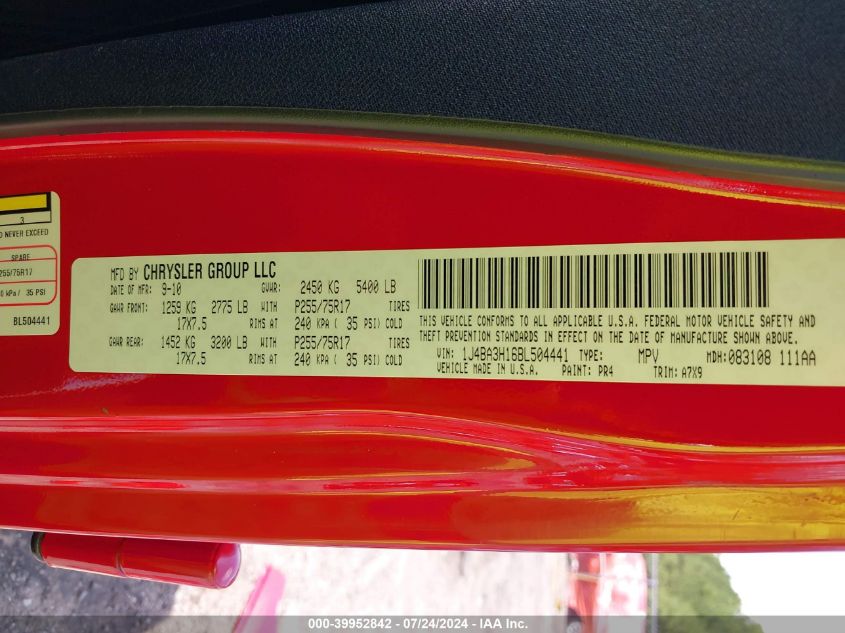 3
NEVER EXCEED
SPARE
255/75R17
kPa / 35 PSI
BL504441
MFD BY CHRYSLER GROUP LLC
DATE OF MFR: 9-10 GVWR: 2450 KG 5400 LB
GAWR FRONT: 1259 KG 2775 LB WITH P255/75R17 TIRES
17X7.5 RIMS AT 240 KPA ( 35 PSI) COLD
GAWR REAR: 1452 KG 3200 LB WITH P255/75R17 TIRES
17X7.5 RIMS AT 240 KPA ( 35 PSI) COLD
THIS VEHICLE CONFORMS TO ALL APPLICABLE U.S.A. FEDERAL MOTOR VEHICLE SAFETY AND
THEFT PREVENTION STANDARDS IN EFFECT ON THE DATE OF MANUFACTURE SHOWN ABOVE.
VIN: 1J4BA3H16BL504441 TYPE: MPV MDH: 083108 111AA
VEHICLE MADE IN U.S.A. PAINT: PR4 TRIM: A7X9
000-39952842 - 07/24/2024 - IAA Inc.